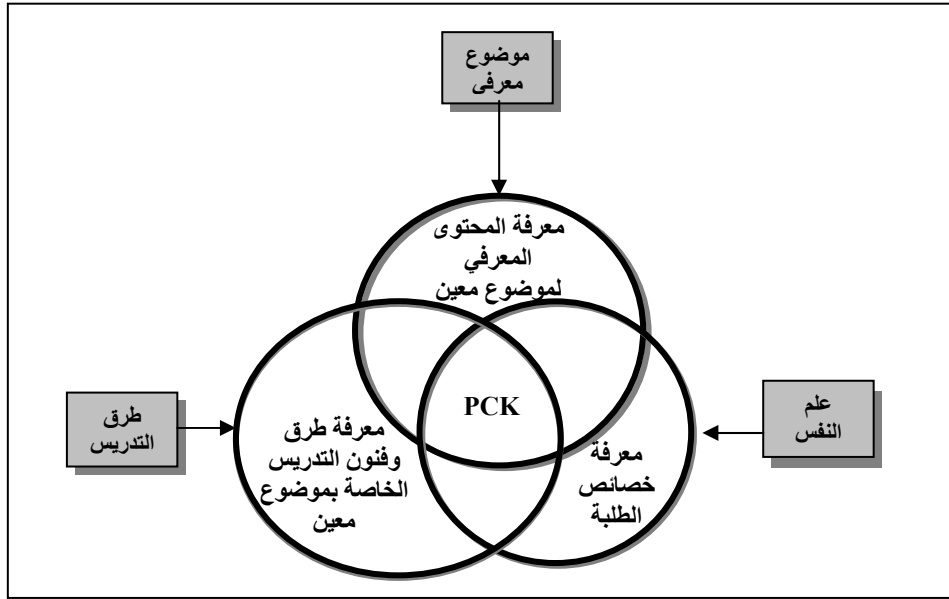 موضوع
معرفى
معرفة المحتوى
المعرفي
لموضوع معين
PCK
علم
النفس
طرق
التدريس
معرفة طرق
وفنون التدريس
الخاصة بموضوع
معين
معرفة
خصائص
الطلبة